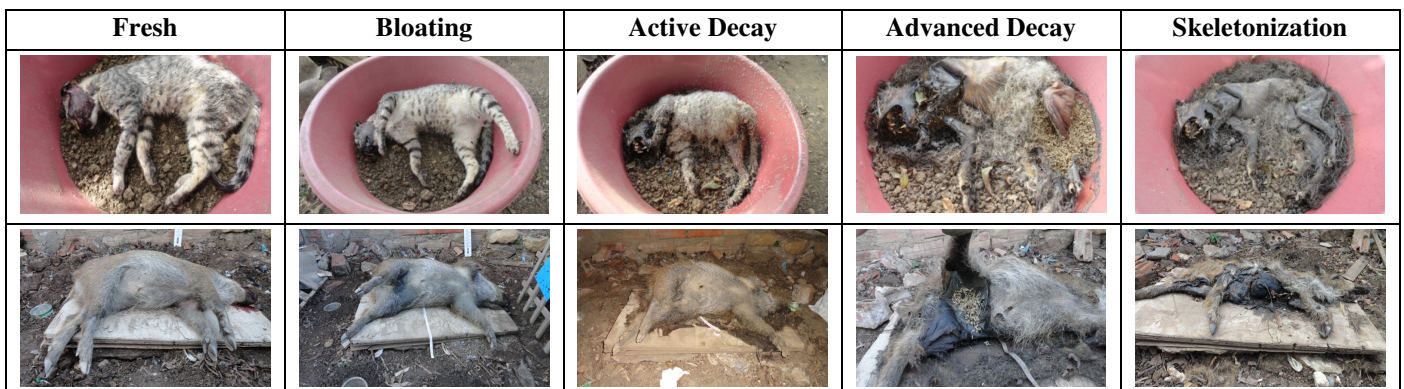 Fresh
Bloating
Active Decay
Advanced Decay
Skeletonization